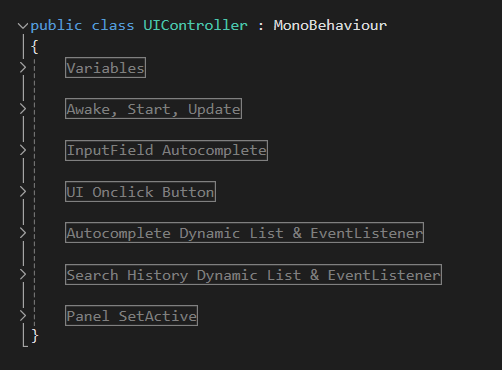 public class UIController : MonoBehaviour
{
Variables
Awake, Start, Update
InputField Autocomplete
UI Onclick Button
Autocomplete Dynamic List & EventListener
Search History Dynamic List & EventListener
Panel SetActive
}